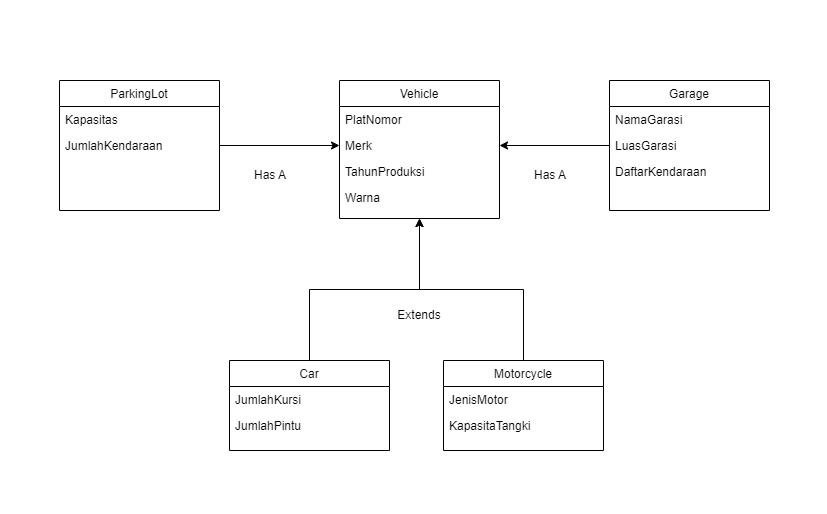 ParkingLot
Kapasitas
JumlahKendaraan
Has A
Vehicle
PlatNomor
Merk
TahunProduksi
Warna
Has A
Garage
NamaGarasi
LuasGarasi
DaftarKendaraan
Extends
Car
JumlahKursi
JumlahPintu
Motorcycle
JenisMotor
KapasitaTangki